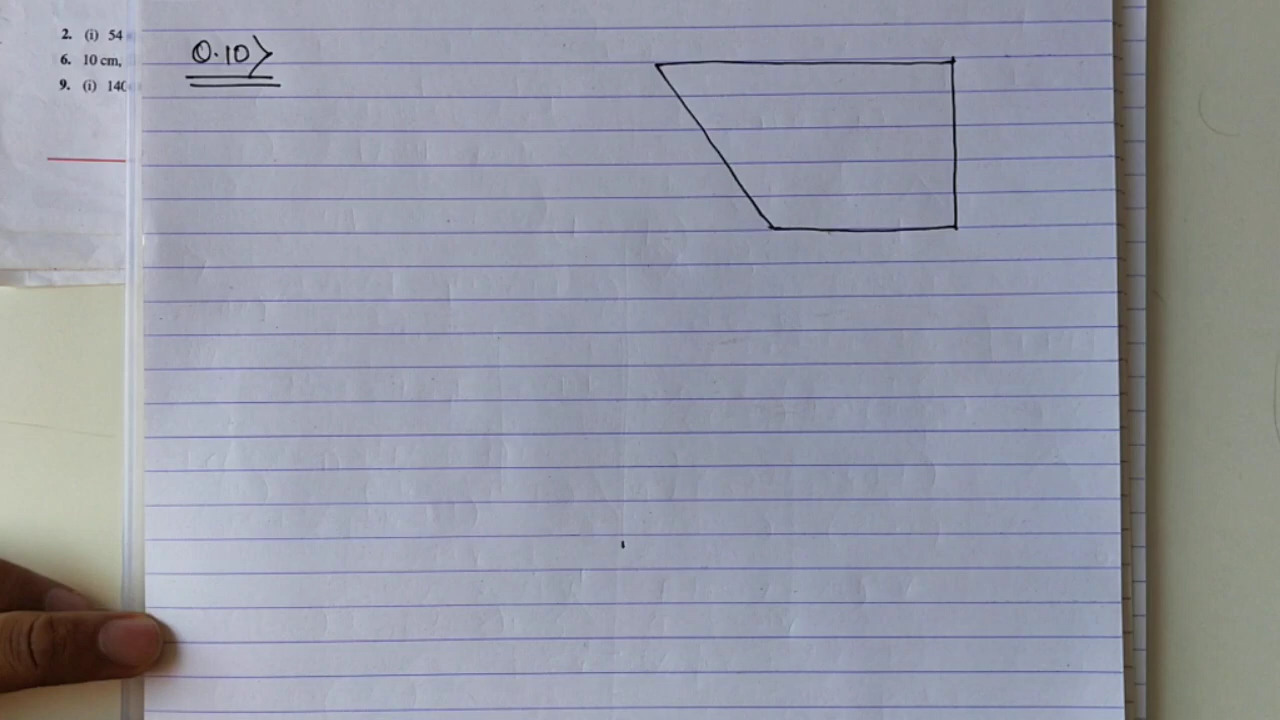 2. (i) 54
6. 10 cm,
9. (i) 140
Q.10>